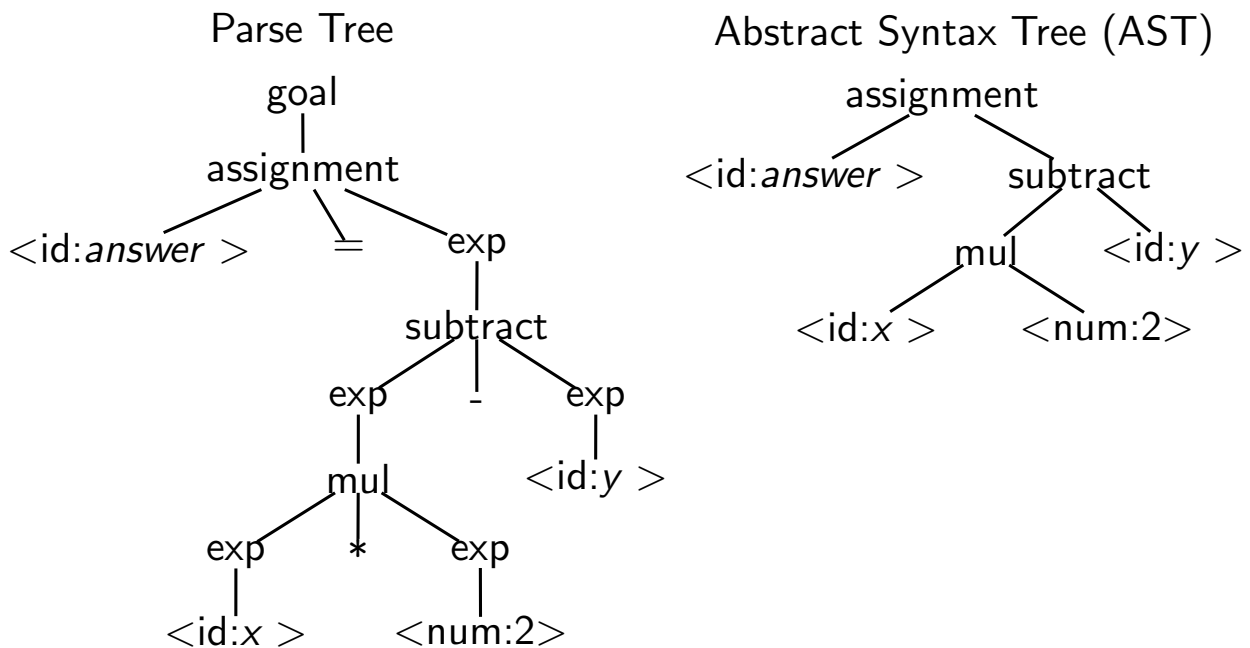 Parse Tree
goal
assignment
<id:answer >
=
exp
subtract
exp
-
exp
mul
<id:y >
exp
*
exp
<id:x >
<num:2>
Abstract Syntax Tree (AST)
assignment
<id:answer >
subtract
mul
<id:y >
<id:x >
<num:2>